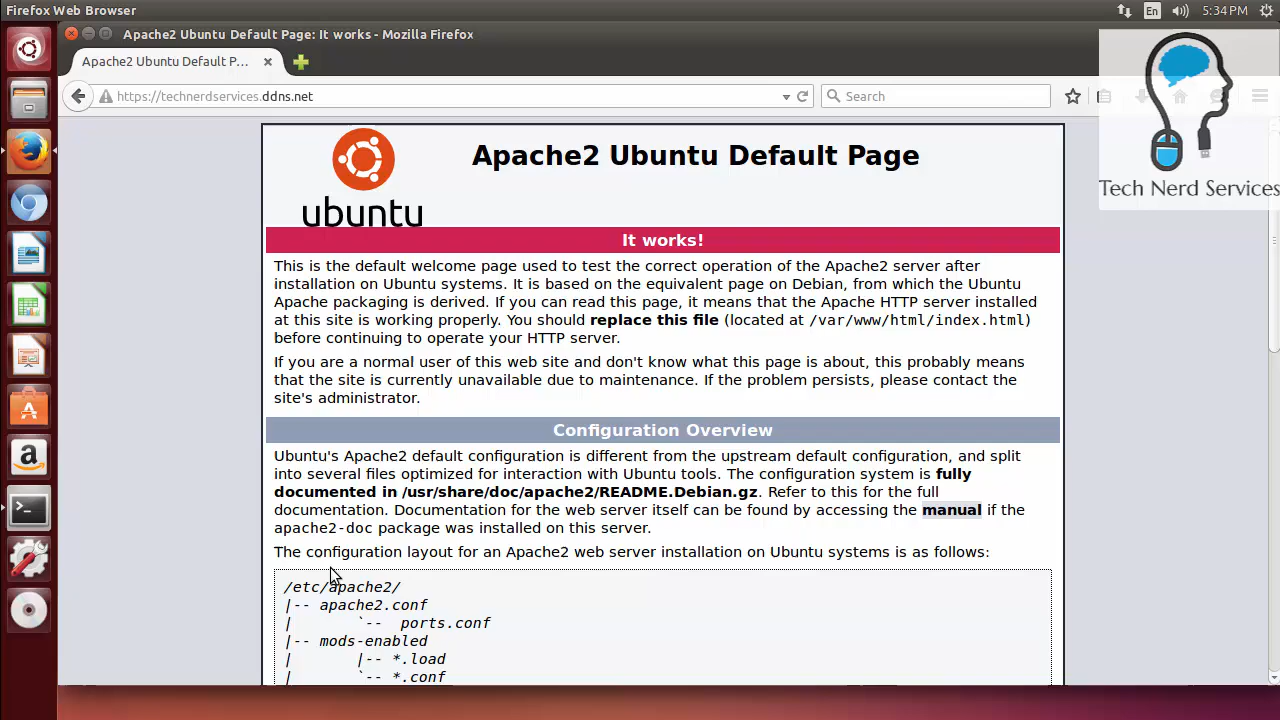 Firefox Web Browser
En
5:34 PM
Apache2 Ubuntu Default Page: It works - Mozilla Firefox
Apache2 Ubuntu Default P...
https://technerdservices.ddns.net
Search
Tech Nerd Services
ubuntu
Apache2 Ubuntu Default Page
It works!
This is the default welcome page used to test the correct operation of the Apache2 server after
installation on Ubuntu systems. It is based on the equivalent page on Debian, from which the Ubuntu
Apache packaging is derived. If you can read this page, it means that the Apache HTTP server installed
at this site is working properly. You should replace this file (located at /var/www/html/index.html)
before continuing to operate your HTTP server.
If you are a normal user of this web site and don't know what this page is about, this probably means
that the site is currently unavailable due to maintenance. If the problem persists, please contact the
site's administrator.
Configuration Overview
Ubuntu's Apache2 default configuration is different from the upstream default configuration, and split
into several files optimized for interaction with Ubuntu tools. The configuration system is fully
documented in /usr/share/doc/apache2/README.Debian.gz. Refer to this for the full
documentation. Documentation for the web server itself can be found by accessing the manual if the
apache2-doc package was installed on this server.
The configuration layout for an Apache2 web server installation on Ubuntu systems is as follows:
/etc/apache2/
|-- apache2.conf
|       `--  ports.conf
|-- mods-enabled
|       |-- *.load
|       `-- *.conf